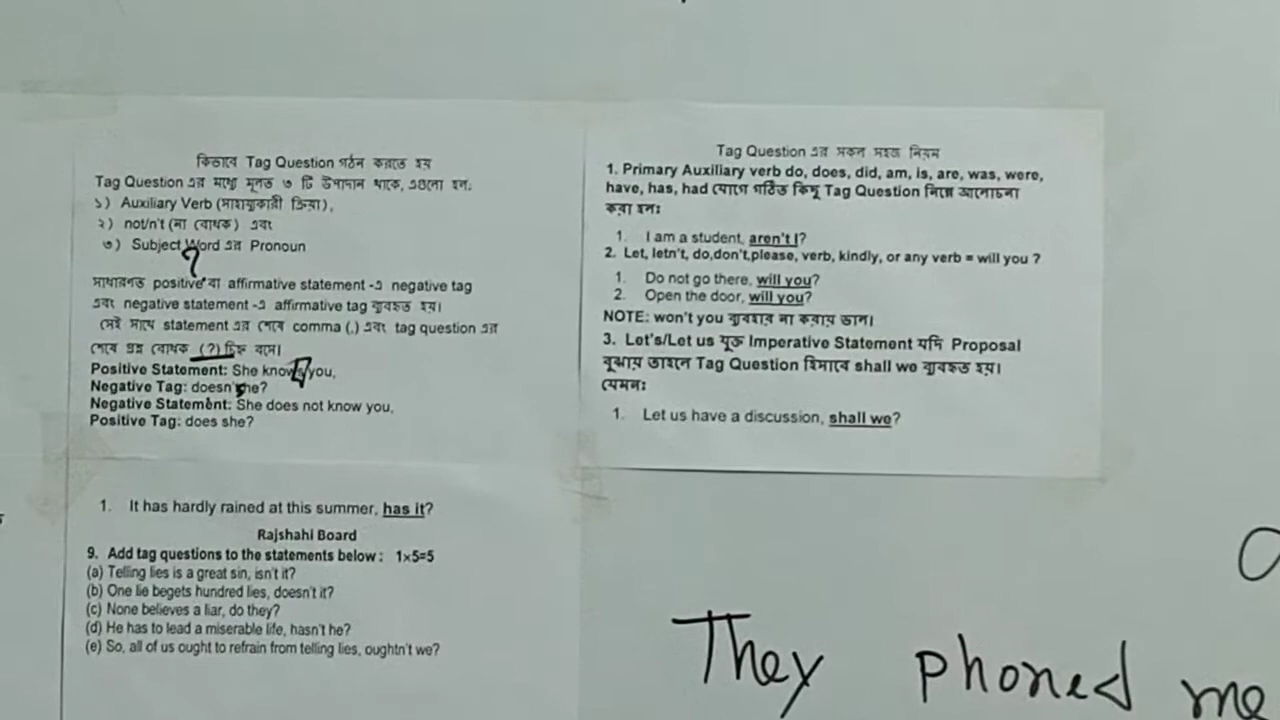 কিভাবে Tag Question গঠন করতে হয়
Tag Question এর মধ্যে মূলত ৩ টি উপাদান থাকে, এগুলো হল:
১) Auxiliary Verb (সাহায্যকারী ক্রিয়া),
২) not/n't (না বোধক) এবং
৩) Subject Word এর Pronoun
?
সাধারণত positive বা affirmative statement -এ negative tag
এবং negative statement -এ affirmative tag ব্যবহৃত হয়।
সেই সাথে statement এর শেষে comma (,) এবং tag question এর
শেষে প্রশ্ন বোধক (?) চিহ্ন বসে।
Positive Statement: She knows you,
Negative Tag: doesn't she?
Negative Statement: She does not know you,
Positive Tag: does she?
Tag Question এর সকল সহজ নিয়ম
1. Primary Auxiliary verb do, does, did, am, is, are, was, were,
have, has, had যোগে গঠিত কিছু Tag Question নিম্নে আলোচনা
করা হলঃ
1. I am a student, aren't I?
2. Let, letn't, do,don't,please, verb, kindly, or any verb = will you ?
1. Do not go there, will you?
2. Open the door, will you?
NOTE: won't you ব্যবহার না করায় ভাল।
3. Let's/Let us যুক্ত Imperative Statement যদি Proposal
বুঝায় তাহলে Tag Question হিসাবে shall we ব্যবহৃত হয়।
যেমনঃ
1. Let us have a discussion, shall we?
1. It has hardly rained at this summer, has it?
Rajshahi Board
9. Add tag questions to the statements below : 1×5=5
(a) Telling lies is a great sin, isn't it?
(b) One lie begets hundred lies, doesn't it?
(c) None believes a liar, do they?
(d) He has to lead a miserable life, hasn't he?
(e) So, all of us ought to refrain from telling lies, oughtn't we?
They phoned me